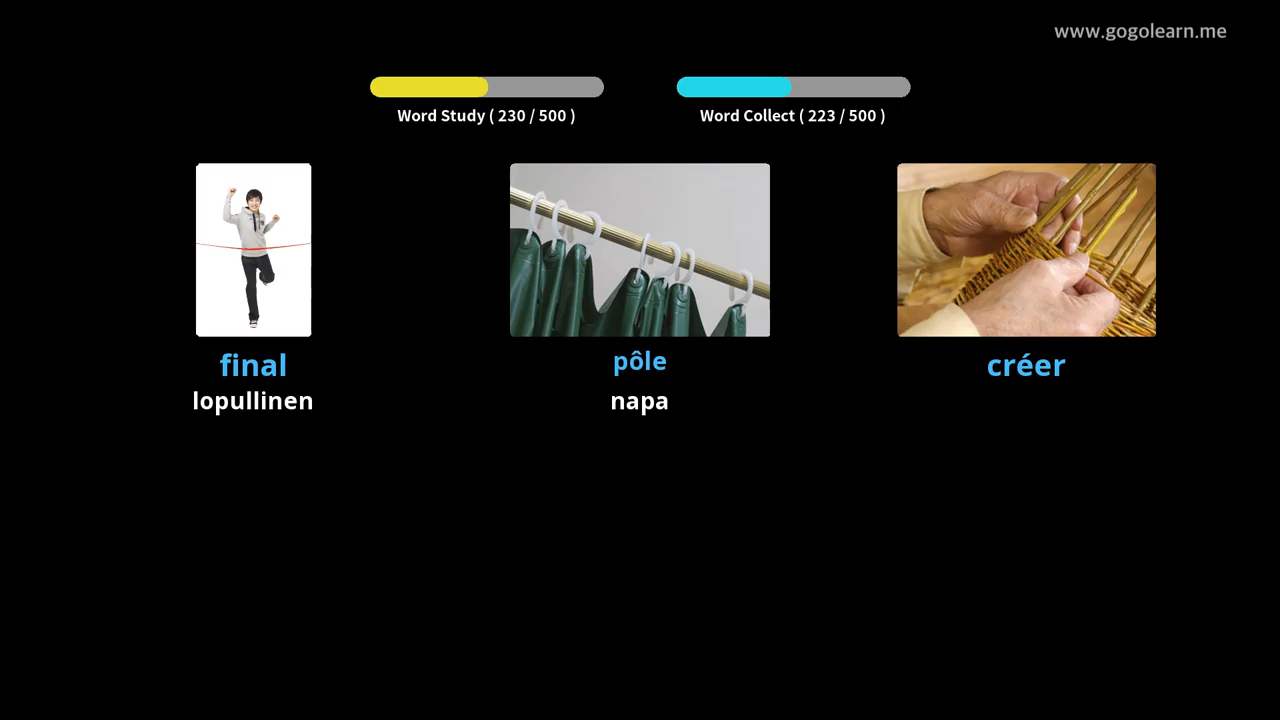 www.gogolearn.me
Word Study ( 230 / 500 )
Word Collect ( 223 / 500 )
final
lopullinen
pôle
napa
créer